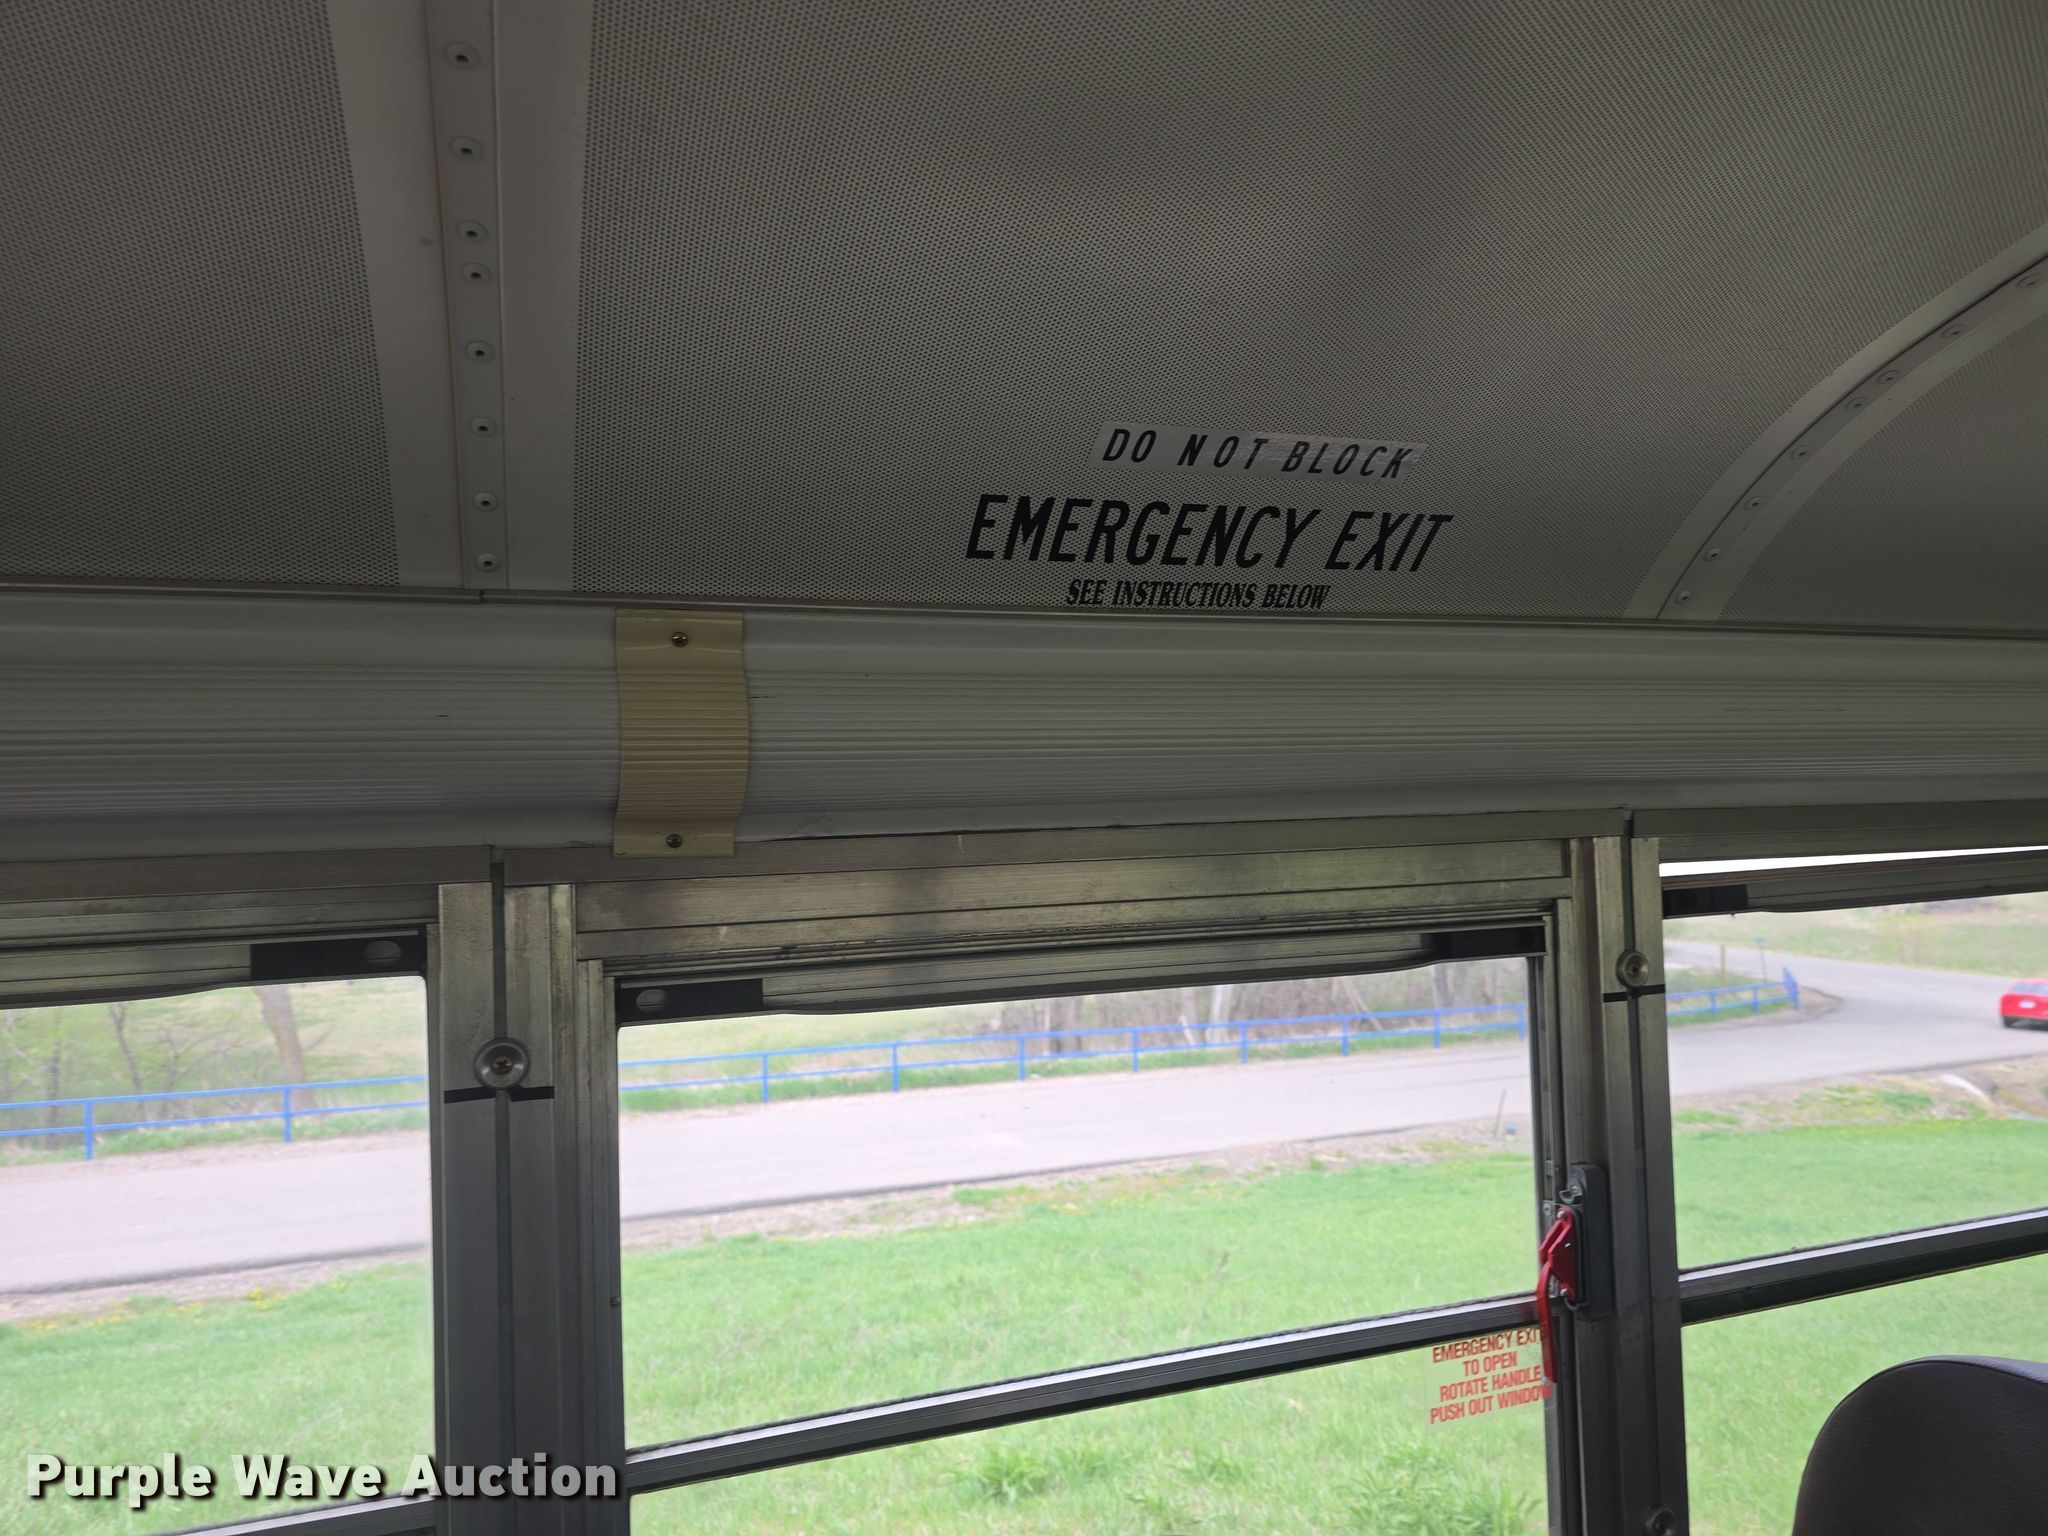 DO NOT BLOCK
EMERGENCY EXIT
SEE INSTRUCTIONS BELOW
EMERGENCY EXIT
TO OPEN
ROTATE HANDLE
PUSH OUT WINDOW
Purple Wave Auction